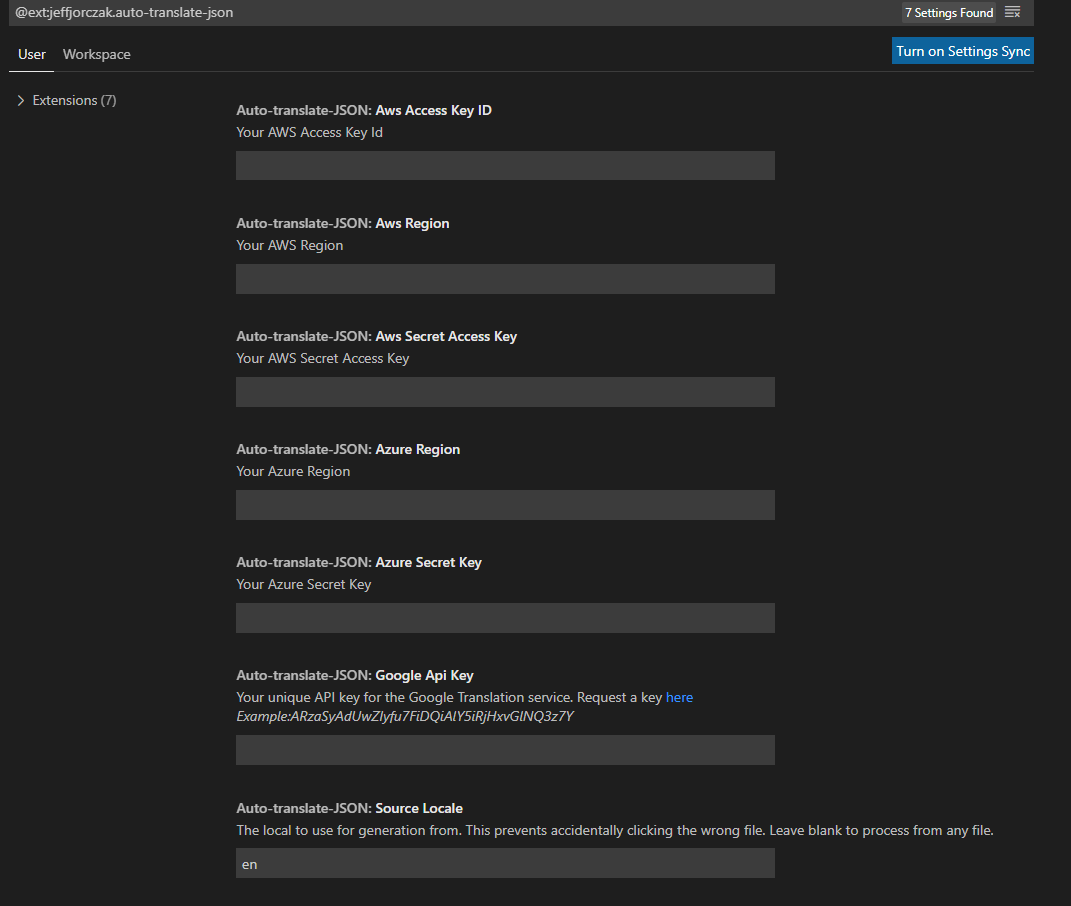 @ext:jeffjorczak.auto-translate-json
7 Settings Found
User Workspace
Turn on Settings Sync
Extensions (7)
Auto-translate-JSON: Aws Access Key ID
Your AWS Access Key Id
Auto-translate-JSON: Aws Region
Your AWS Region
Auto-translate-JSON: Aws Secret Access Key
Your AWS Secret Access Key
Auto-translate-JSON: Azure Region
Your Azure Region
Auto-translate-JSON: Azure Secret Key
Your Azure Secret Key
Auto-translate-JSON: Google Api Key
Your unique API key for the Google Translation service. Request a key here
Example:ARzaSyAdUwZIyfu7FiDQiAlY5iRjHxvGlNQ3z7Y
Auto-translate-JSON: Source Locale
The local to use for generation from. This prevents accidentally clicking the wrong file. Leave blank to process from any file.
en